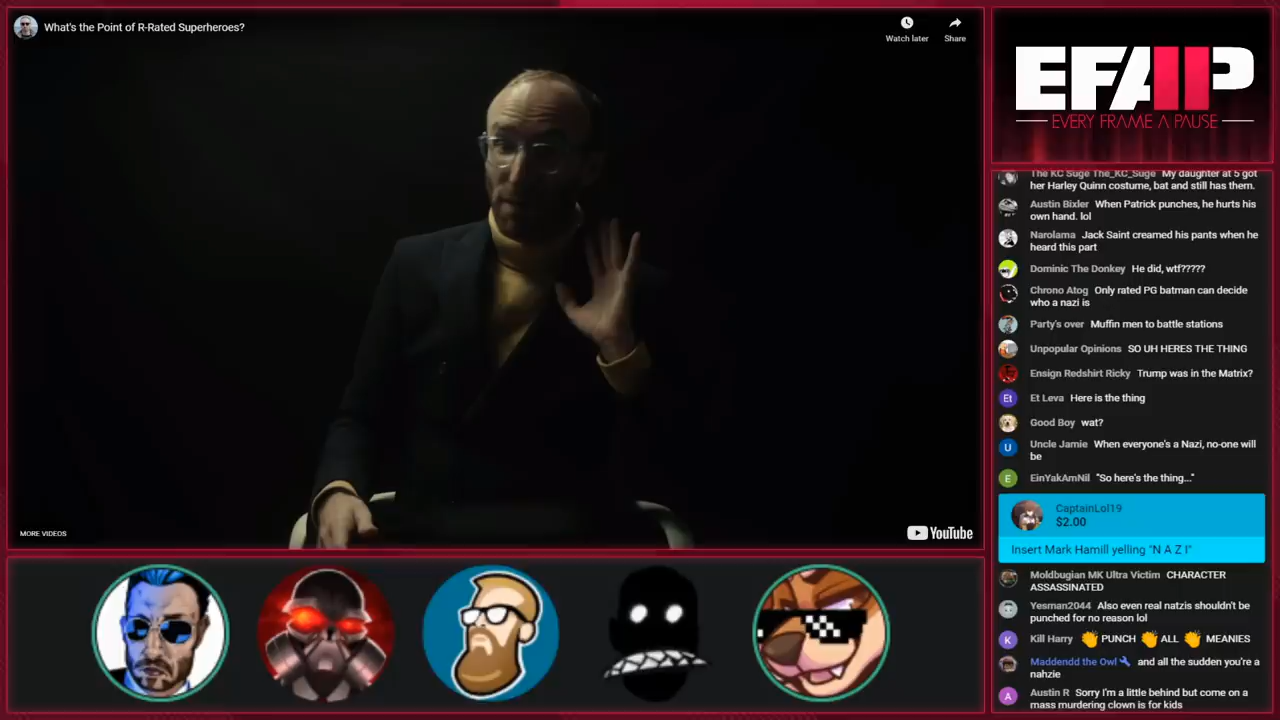 What's the Point of R-Rated Superheroes?
Watch later
Share
MORE VIDEOS
YouTube
EFAP
EVERY FRAME A PAUSE
The KC Suge The_KC_Suge My daughter at 5 got
her Harley Quinn costume, bat and still has them.
Austin Bixler When Patrick punches, he hurts his
own hand. lol
Narolama Jack Saint creamed his pants when he
heard this part
Dominic The Donkey He did, wtf?????
Chrono Atog Only rated PG batman can decide
who a nazi is
Party's over Muffin men to battle stations
Unpopular Opinions SO UH HERES THE THING
Ensign Redshirt Ricky Trump was in the Matrix?
Et
Et Leva Here is the thing
Good Boy wat?
U
Uncle Jamie When everyone's a Nazi, no-one will
be
E
EinYakAmNil "So here's the thing..."
CaptainLol19
$2.00
Insert Mark Hamill yelling "N A Z I"
Moldbugian MK Ultra Victim CHARACTER
ASSASSINATED
Yesman2044 Also even real natzis shouldn't be
punched for no reason lol
K
Kill Harry 👏 PUNCH 👏 ALL 👏 MEANIES
Maddendd the Owl and all the sudden you're a
nahzie
A
Austin R Sorry I'm a little behind but come on a
mass murdering clown is for kids